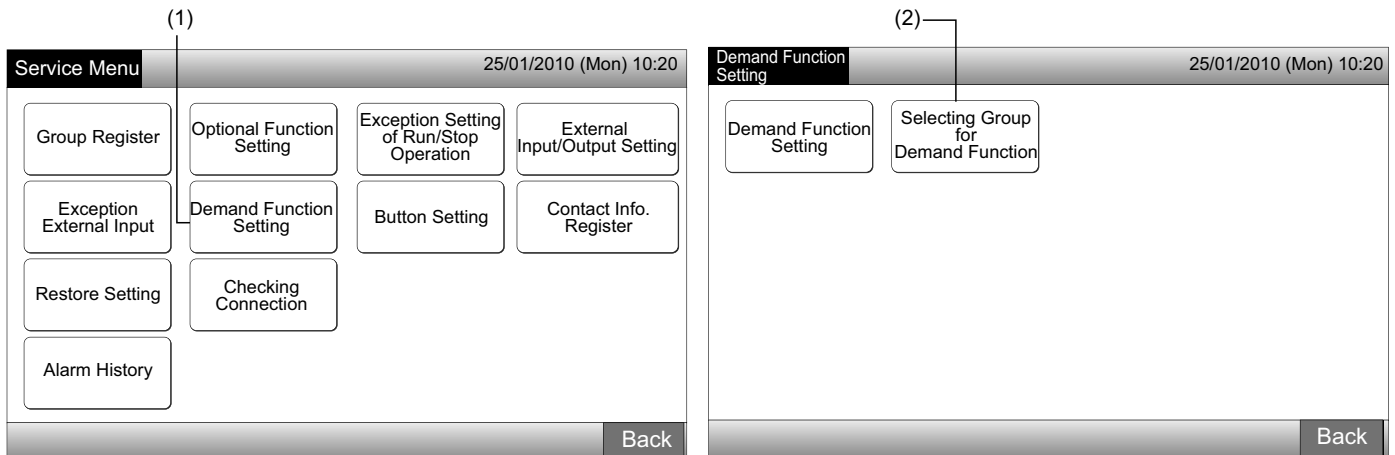 (1)
Service Menu
25/01/2010 (Mon) 10:20
Group Register
Optional Function
Setting
Exception Setting
of Run/Stop
Operation
External
Input/Output Setting
Exception
External Input
Demand Function
Setting
Button Setting
Contact Info.
Register
Restore Setting
Checking
Connection
Alarm History
Back
(2)
Demand Function
Setting
25/01/2010 (Mon) 10:20
Demand Function
Setting
Selecting Group
for
Demand Function
Back